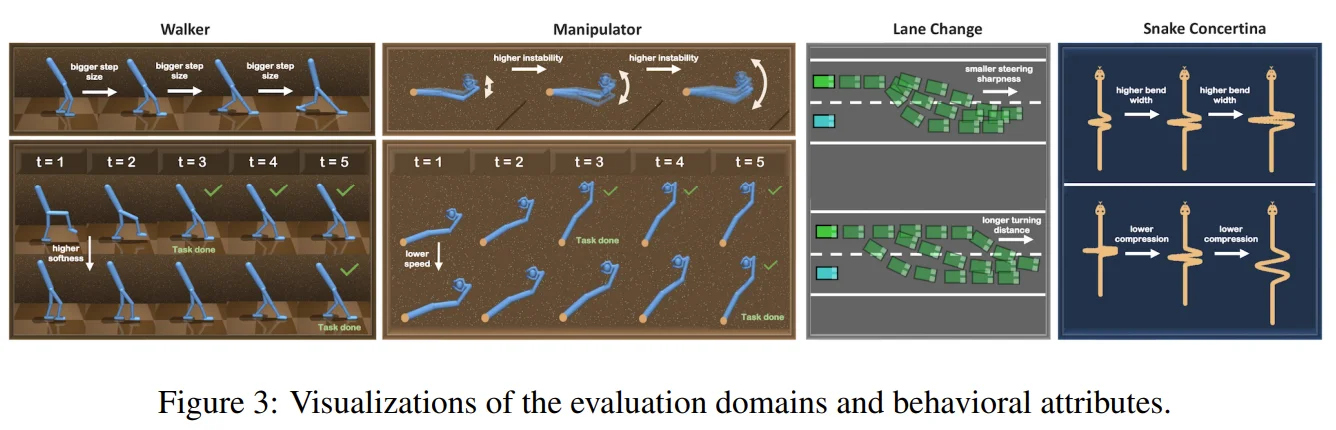 Walker
bigger step
size
bigger step
size
bigger step
size
t = 1
t = 2
t = 3
t = 4
t = 5
Task done
higher
softness
Task done
Manipulator
higher instability
higher instability
t = 1
t = 2
t = 3
t = 4
t = 5
Task done
lower
speed
Task done
Lane Change
smaller steering
sharpness
longer turning
distance
Snake Concertina
higher bend
width
higher bend
width
lower
compression
lower
compression
Figure 3: Visualizations of the evaluation domains and behavioral attributes.